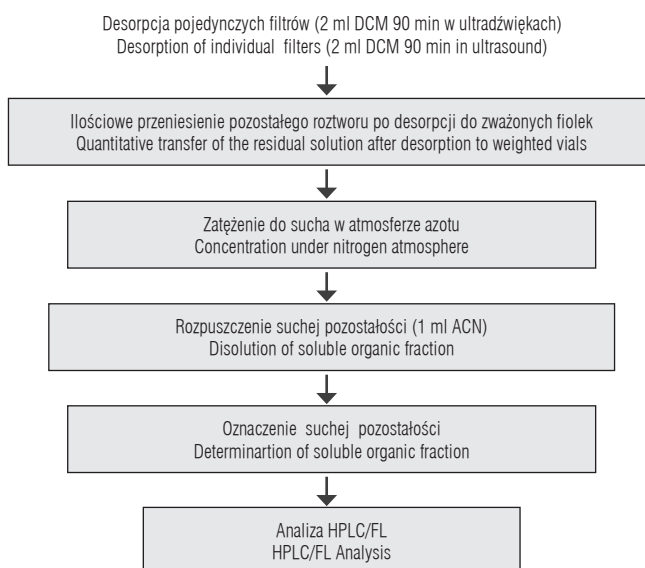 Desorpcja pojedynczych filtrów (2 ml DCM 90 min w ultradźwiękach)
Desorption of individual filters (2 ml DCM 90 min in ultrasound)
Ilościowe przeniesienie pozostałego roztworu po desorpcji do zważonych fiolek
Quantitative transfer of the residual solution after desorption to weighted vials
Zatężenie do sucha w atmosferze azotu
Concentration under nitrogen atmosphere
Rozpuszczenie suchej pozostałości (1 ml ACN)
Disolution of soluble organic fraction
Oznaczenie suchej pozostałości
Determinartion of soluble organic fraction
Analiza HPLC/FL
HPLC/FL Analysis